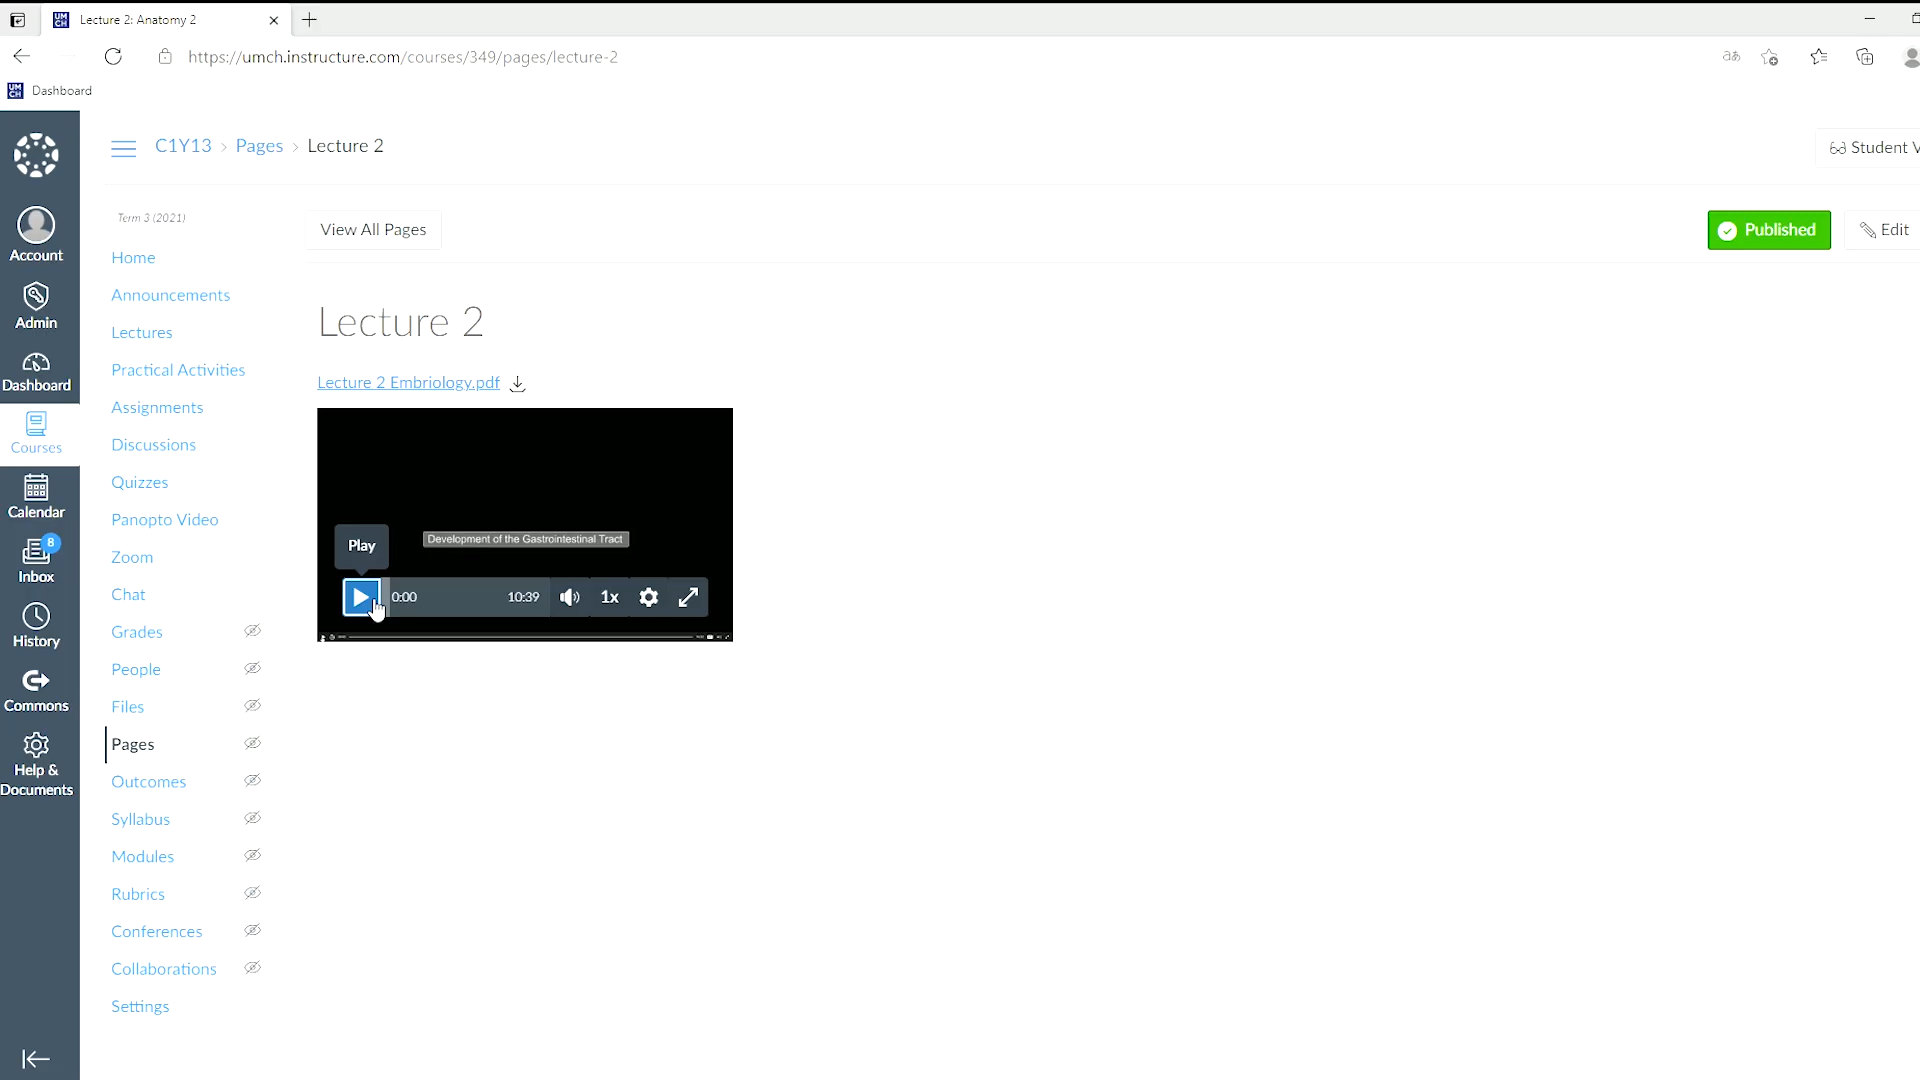 Lecture 2: Anatomy 2
https://umch.instructure.com/courses/349/pages/lecture-2
UM CH Dashboard
C1Y13 › Pages › Lecture 2
Student V
Account
Admin
Dashboard
Courses
Calendar
8
Inbox
History
Commons
Help &
Documents
Term 3 (2021)
Home
Announcements
Lectures
Practical Activities
Assignments
Discussions
Quizzes
Panopto Video
Zoom
Chat
Grades
People
Files
Pages
Outcomes
Syllabus
Modules
Rubrics
Conferences
Collaborations
Settings
View All Pages
Published
Edit
Lecture 2
Lecture 2 Embriology.pdf
Development of the Gastrointestinal Tract
Play
0:00 10:39 1x